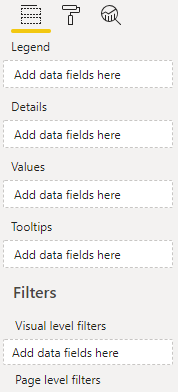 Legend
Add data fields here
Details
Add data fields here
Values
Add data fields here
Tooltips
Add data fields here
Filters
Visual level filters
Add data fields here
Page level filters